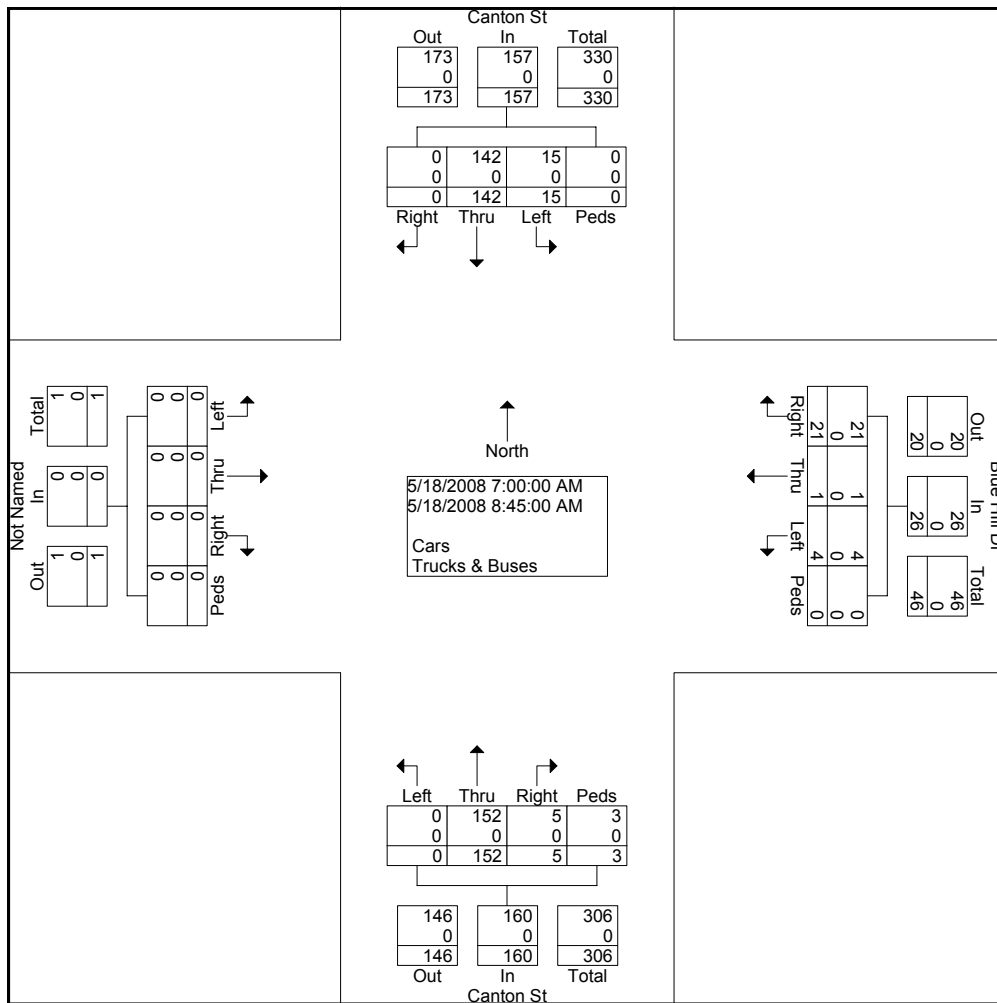 Canton St
Out In Total
173 157 330
0 0 0
173 157 330
0 142 15 0
0 0 0 0
0 142 15 0
Right Thru Left Peds
Not Named
Total In Out
1 0 1
0 0 0
1 0 1
0 0 0 0
0 0 0 0
0 0 0 0
Left Thru Right Peds
North
5/18/2008 7:00:00 AM
5/18/2008 8:45:00 AM
Cars
Trucks & Buses
Right Thru Left Peds
21 1 4 0
0 0 0 0
21 1 4 0
Out In Total
20 26 46
0 0 0
20 26 46
Blue Hill Dr
Left Thru Right Peds
0 152 5 3
0 0 0 0
0 152 5 3
146 160 306
0 0 0
146 160 306
Out In Total
Canton St